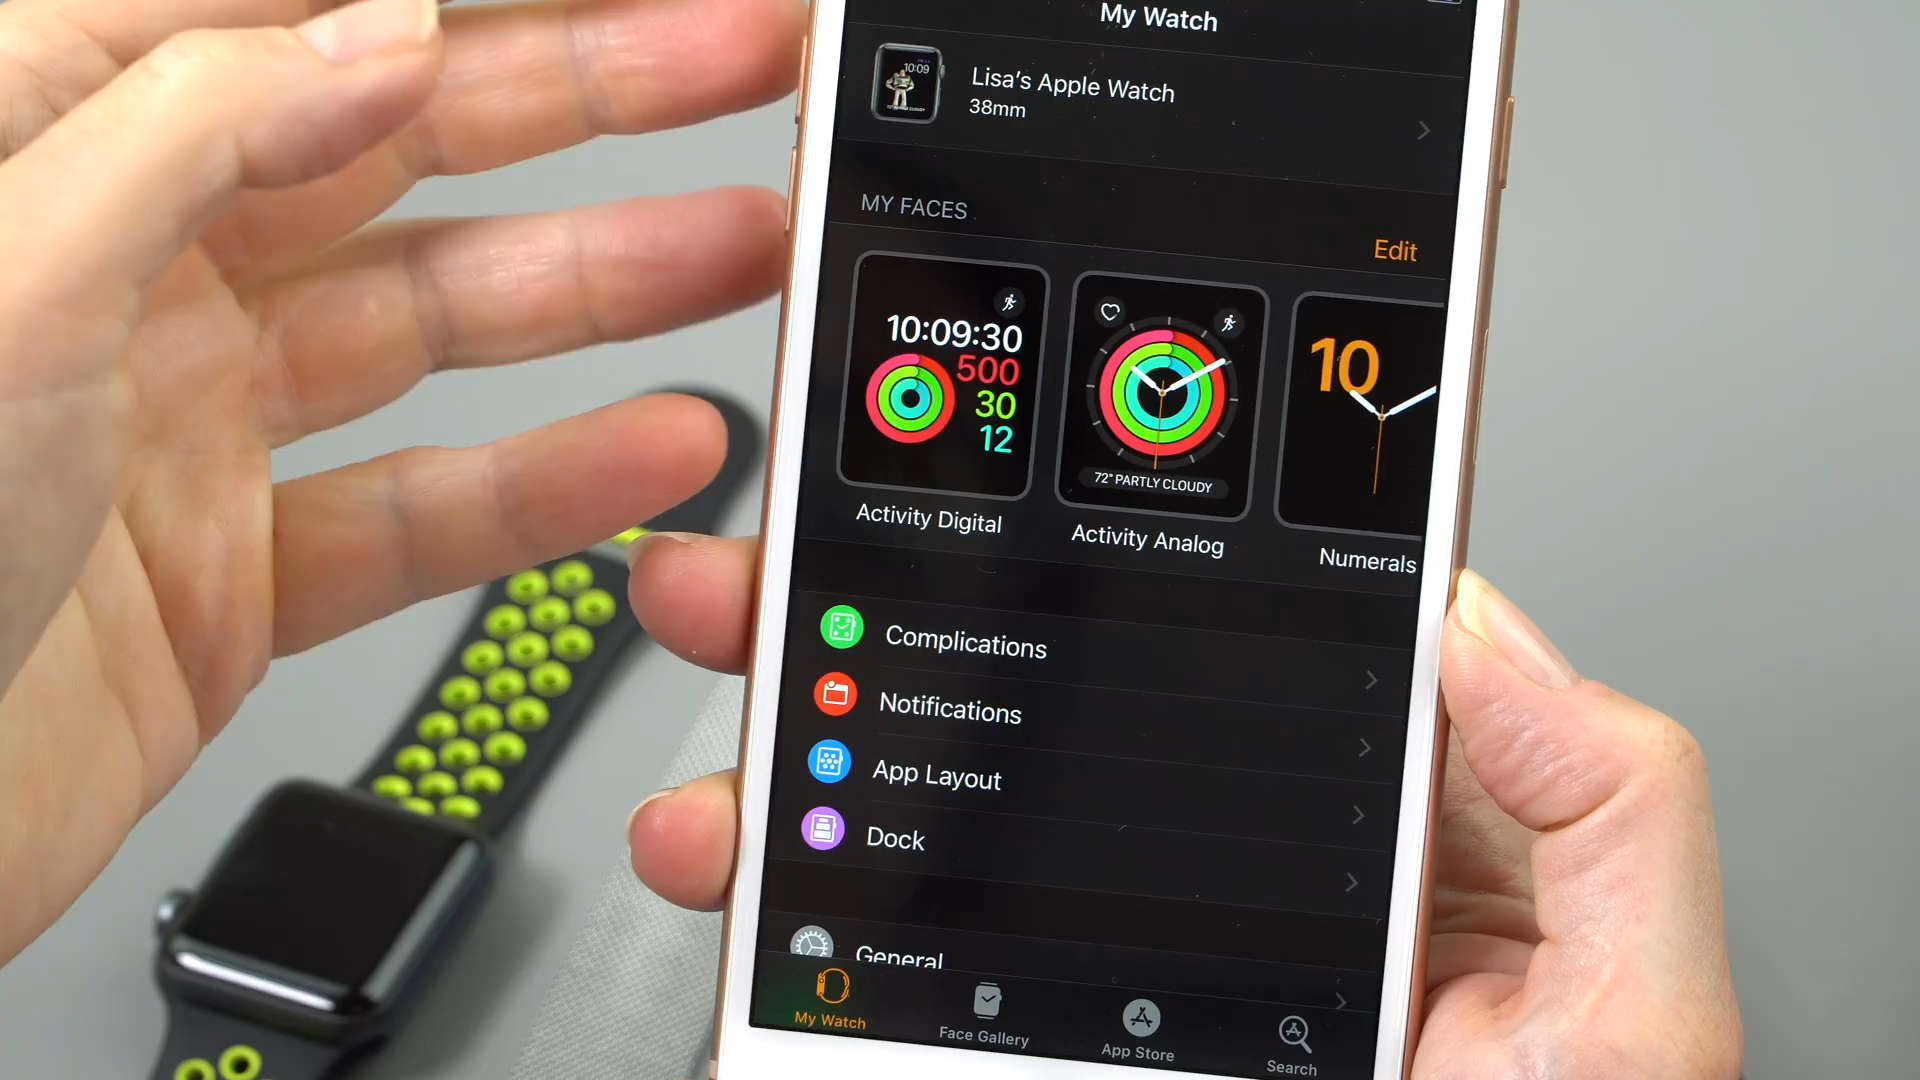 My Watch
10:09
Lisa's Apple Watch
38mm
MY FACES
Edit
10:09:30
500
30
12
72° PARTLY CLOUDY
10
Activity Digital
Activity Analog
Numerals
Complications
Notifications
App Layout
Dock
General
My Watch
Face Gallery
App Store
Search